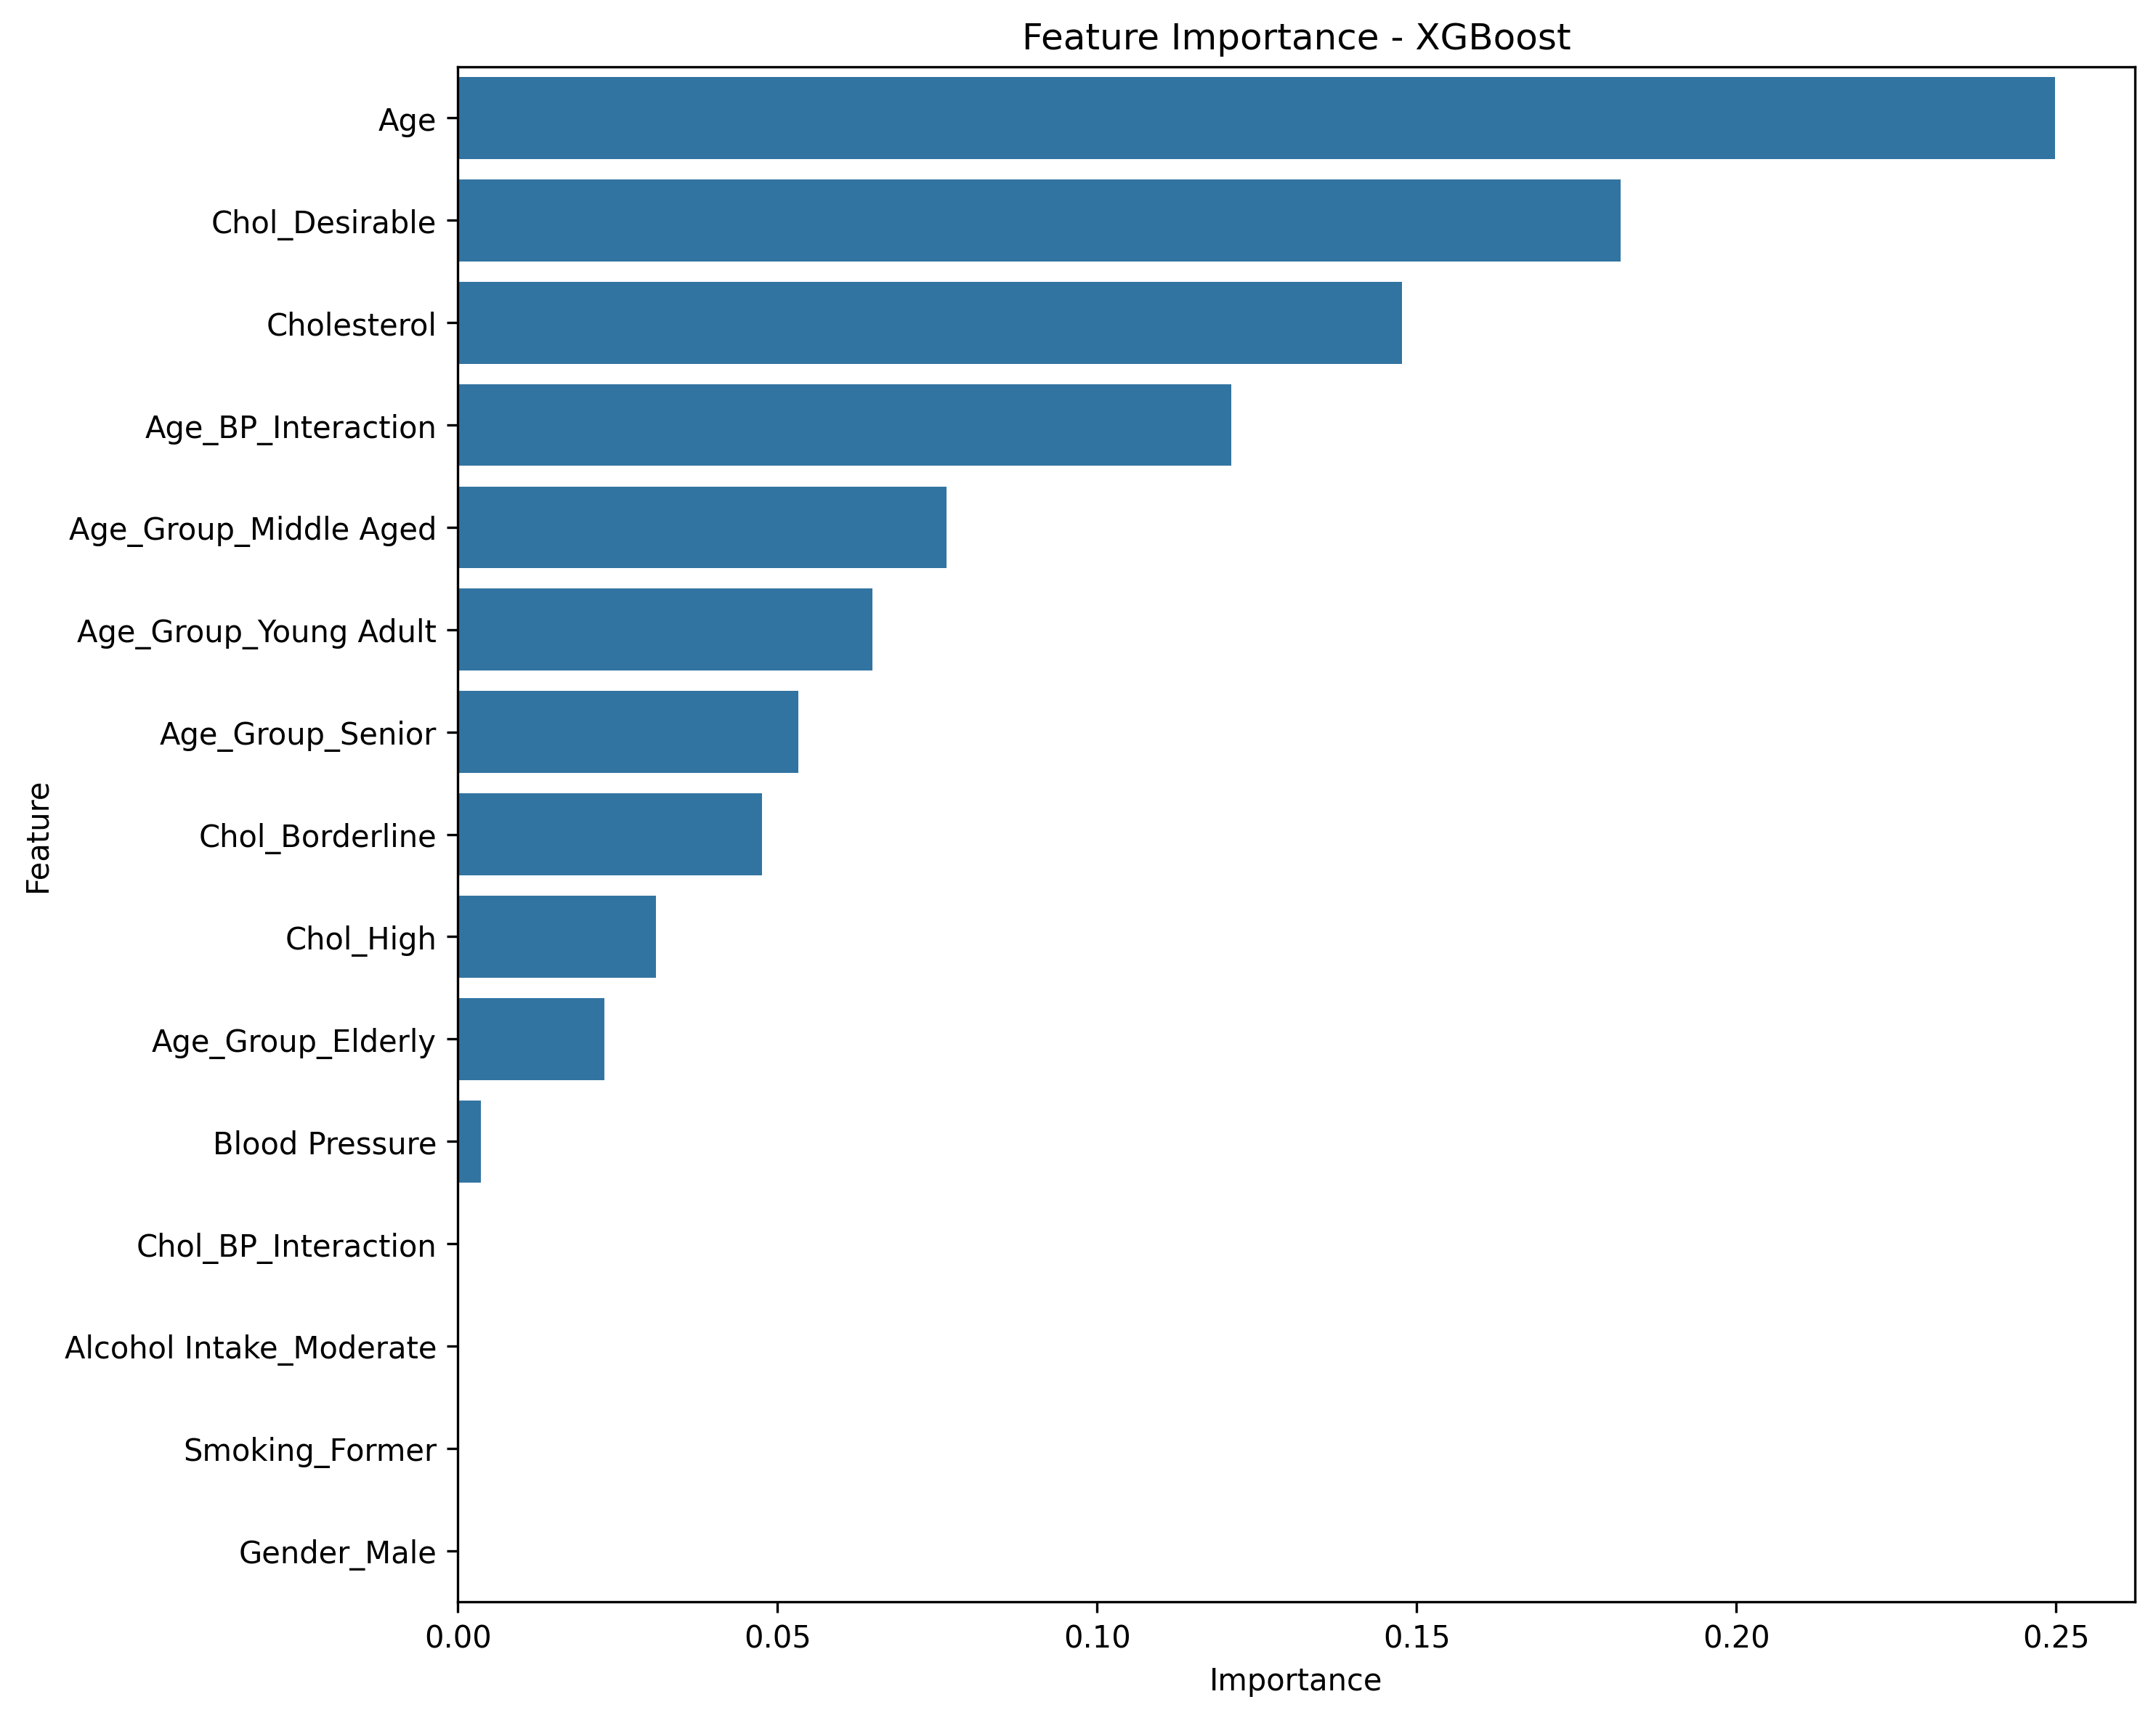 Feature Importance - XGBoost
Age
Chol_Desirable
Cholesterol
Age_BP_Interaction
Age_Group_Middle Aged
Age_Group_Young Adult
Age_Group_Senior
Chol_Borderline
Chol_High
Age_Group_Elderly
Blood Pressure
Chol_BP_Interaction
Alcohol Intake_Moderate
Smoking_Former
Gender_Male
Feature
0.00 0.05 0.10 0.15 0.20 0.25
Importance